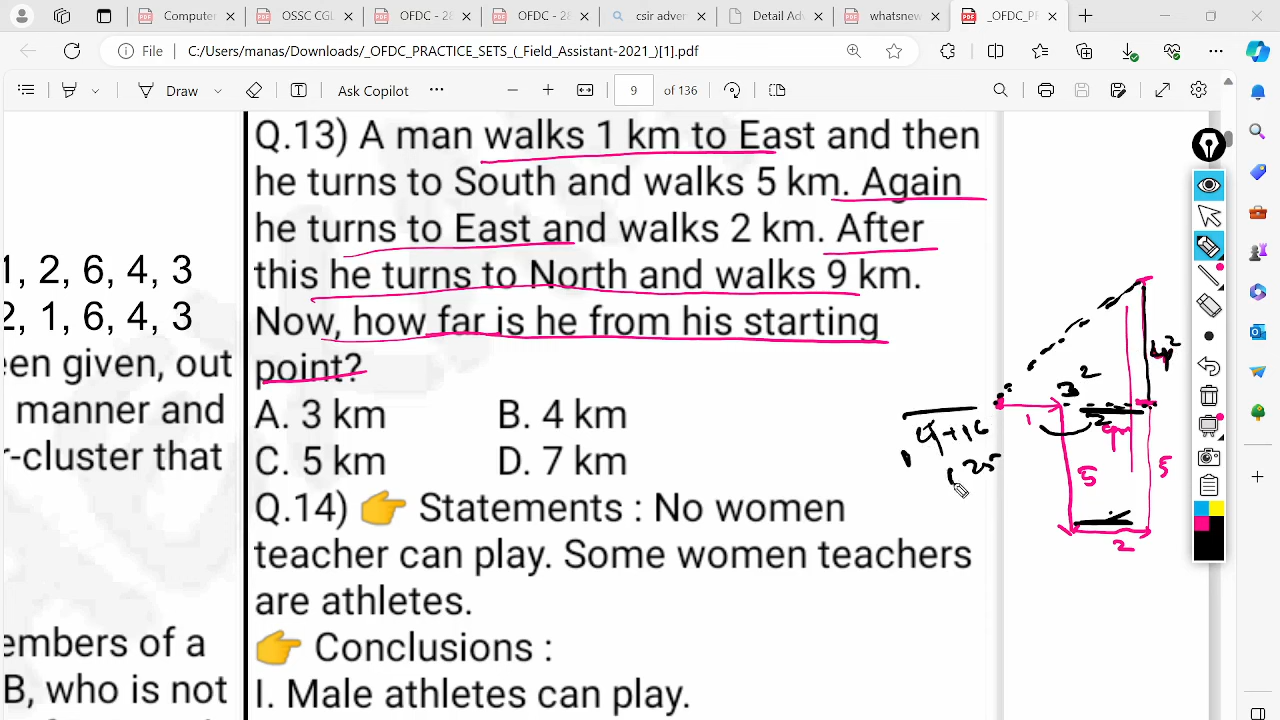 Computer
OSSC CGL
OFDC - 28
OFDC - 28
csir adver
Detail Adv
whatsnew
_OFDC_PR
File C:/Users/manas/Downloads/_OFDC_PRACTICE_SETS_(_Field_Assistant-2021_)[1].pdf
Draw Ask Copilot 9 of 136
1, 2, 6, 4, 3
2, 1, 6, 4, 3
en given, out
manner and
r-cluster that
embers of a
B, who is not
Q.13) A man walks 1 km to East and then
he turns to South and walks 5 km. Again
he turns to East and walks 2 km. After
this he turns to North and walks 9 km.
Now, how far is he from his starting
point?
A. 3 km B. 4 km
C. 5 km D. 7 km
Q.14) 👉 Statements : No women
teacher can play. Some women teachers
are athletes.
👉 Conclusions :
I. Male athletes can play.
3 2
1 2
9+16
25
5 5
2